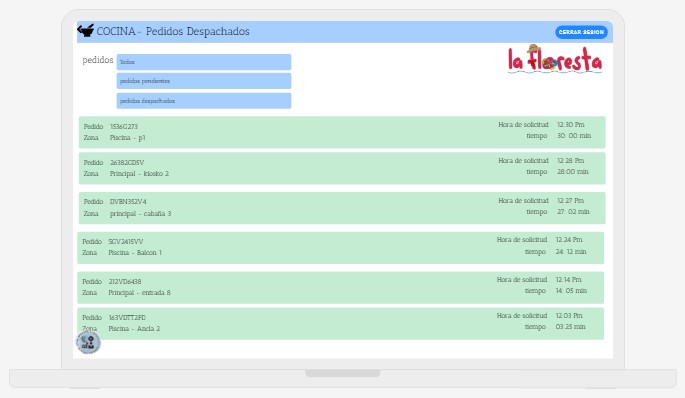 COCINA- Pedidos Despachados
CERRAR SESION
la floresta
pedidos
Todos
pedidos pendientes
pedidos despachados
Pedido 1536G273 Hora de solicitud 12:30 Pm
Zona Piscina - p1 tiempo 30: 00 min
Pedido 26382GDSV Hora de solicitud 12:28 Pm
Zona Principal - kiosko 2 tiempo 28:00 min
Pedido DVBN352V4 Hora de solicitud 12:27 Pm
Zona principal - cabaña 3 tiempo 27: 02 min
Pedido SGV2415VV Hora de solicitud 12:24 Pm
Zona Piscina - Balcon 1 tiempo 24: 12 min
Pedido 212VD6438 Hora de solicitud 12:14 Pm
Zona Principal - entrada 8 tiempo 14: 05 min
Pedido 163VDTT2FD Hora de solicitud 12:03 Pm
Zona Piscina - Ancla 2 tiempo 03:25 min